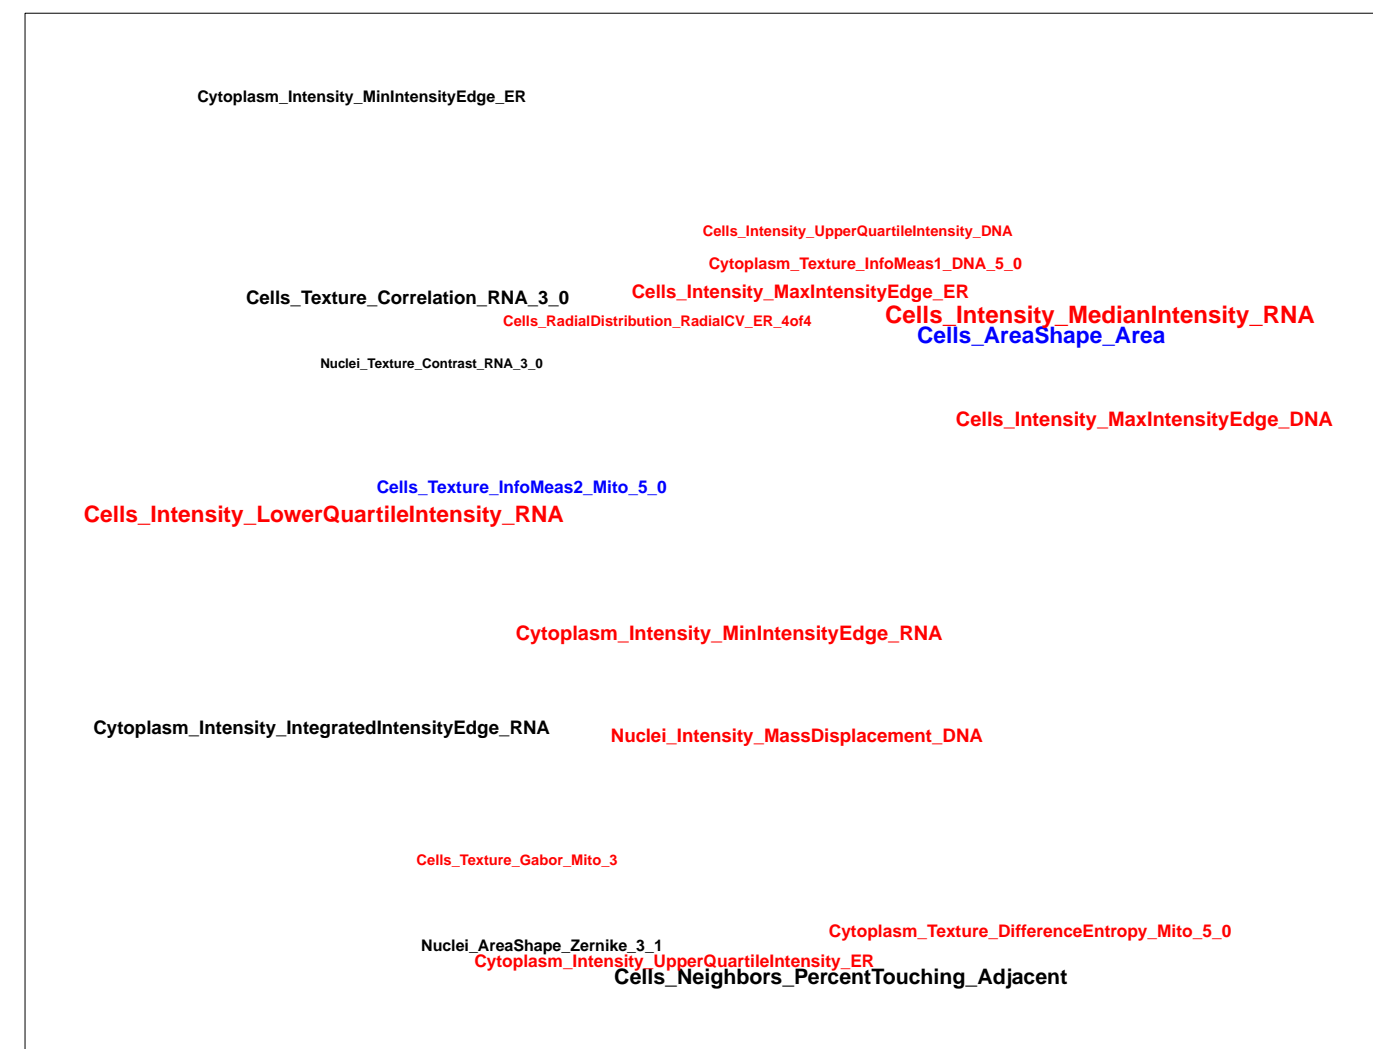 Cytoplasm_Intensity_MinIntensityEdge_ER
Cells_Intensity_UpperQuartileIntensity_DNA
Cytoplasm_Texture_InfoMeas1_DNA_5_0
Cells_Intensity_MaxIntensityEdge_ER
Cells_Texture_Correlation_RNA_3_0
Cells_Intensity_MedianIntensity_RNA
Cells_RadialDistribution_RadialCV_ER_4of4
Cells_AreaShape_Area
Nuclei_Texture_Contrast_RNA_3_0
Cells_Intensity_MaxIntensityEdge_DNA
Cells_Texture_InfoMeas2_Mito_5_0
Cells_Intensity_LowerQuartileIntensity_RNA
Cytoplasm_Intensity_MinIntensityEdge_RNA
Cytoplasm_Intensity_IntegratedIntensityEdge_RNA
Nuclei_Intensity_MassDisplacement_DNA
Cells_Texture_Gabor_Mito_3
Cytoplasm_Texture_DifferenceEntropy_Mito_5_0
Nuclei_AreaShape_Zernike_3_1
Cytoplasm_Intensity_UpperQuartileIntensity_ER
Cells_Neighbors_PercentTouching_Adjacent